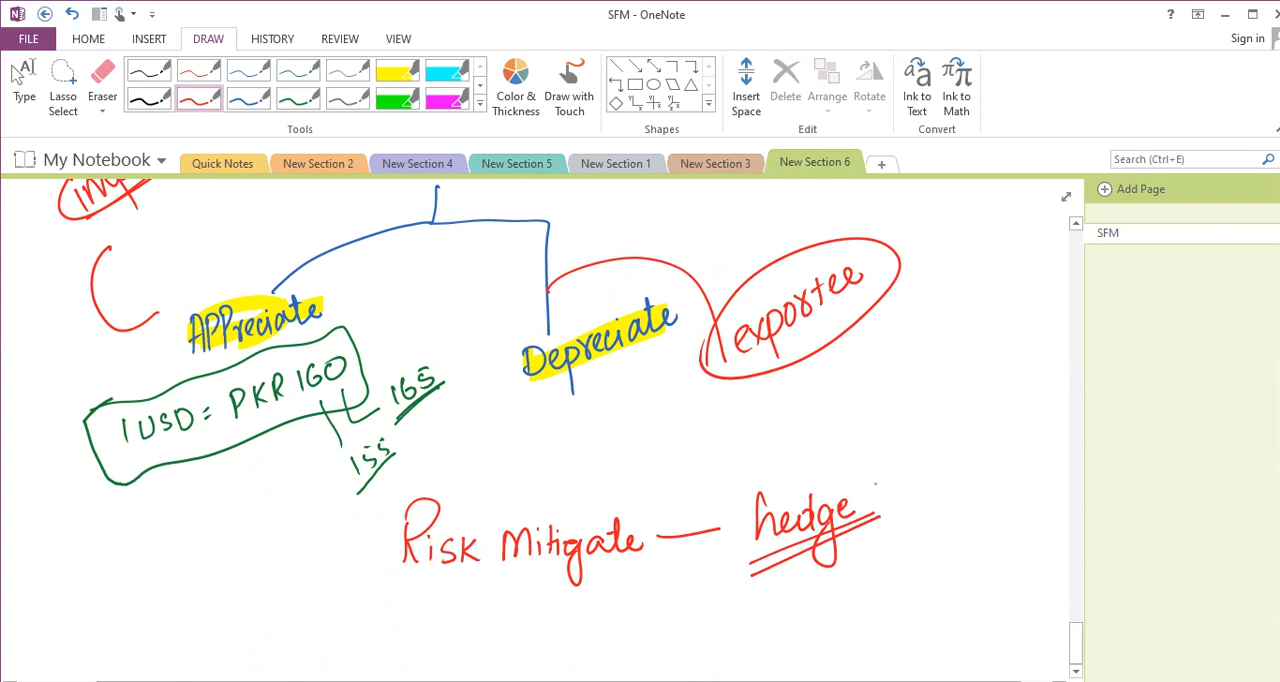 SFM - OneNote
?
FILE HOME INSERT DRAW HISTORY REVIEW VIEW
Sign in
Type
Lasso Select
Eraser
Color & Thickness
Draw with Touch
Insert Space
Delete
Arrange
Rotate
Ink to Text
Ink to Math
Tools
Shapes
Edit
Convert
My Notebook
Quick Notes
New Section 2
New Section 4
New Section 5
New Section 1
New Section 3
New Section 6
Search (Ctrl+E)
Add Page
SFM
APPreciate
Depreciate
exportee
1 USD = PKR 160
165
155
Risk Mitigate — hedge